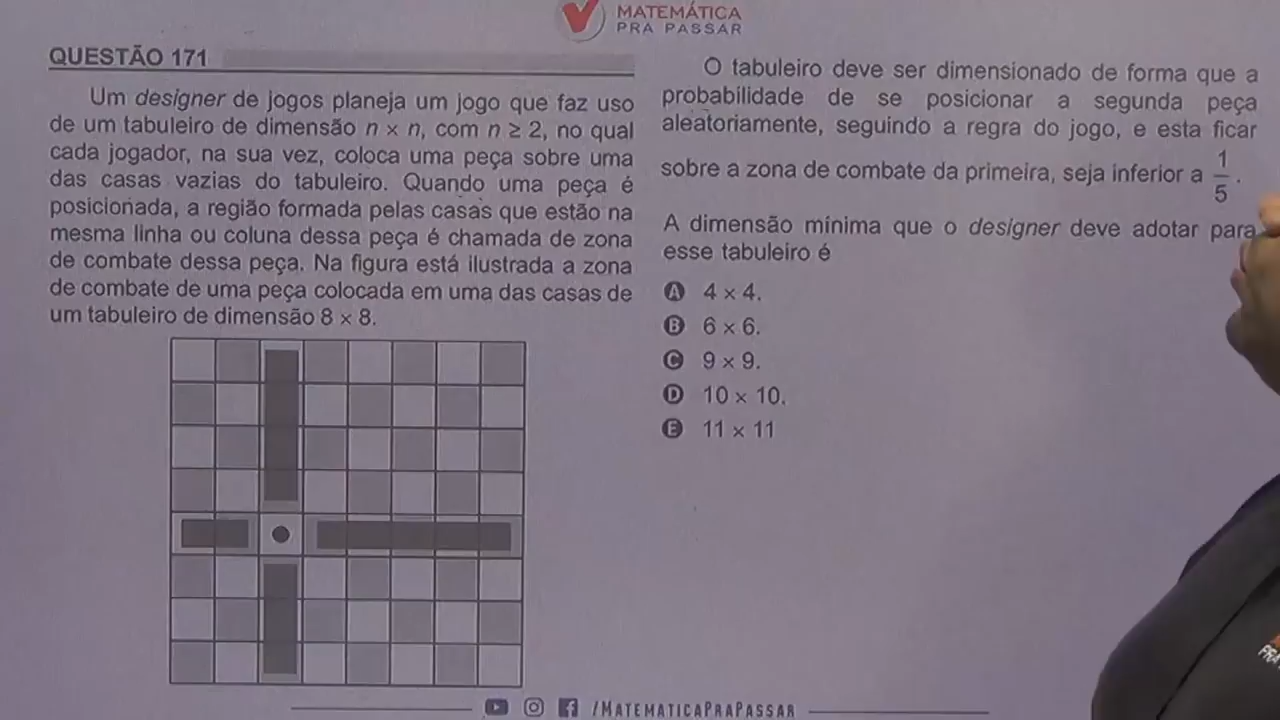 MATEMÁTICA
PRA PASSAR
QUESTÃO 171
Um designer de jogos planeja um jogo que faz uso
de um tabuleiro de dimensão n × n, com n ≥ 2, no qual
cada jogador, na sua vez, coloca uma peça sobre uma
das casas vazias do tabuleiro. Quando uma peça é
posicionada, a região formada pelas casas que estão na
mesma linha ou coluna dessa peça é chamada de zona
de combate dessa peça. Na figura está ilustrada a zona
de combate de uma peça colocada em uma das casas de
um tabuleiro de dimensão 8 × 8.
O tabuleiro deve ser dimensionado de forma que a
probabilidade de se posicionar a segunda peça
aleatoriamente, seguindo a regra do jogo, e esta ficar
sobre a zona de combate da primeira, seja inferior a 1/5.
A dimensão mínima que o designer deve adotar para
esse tabuleiro é
A 4 × 4.
B 6 × 6.
C 9 × 9.
D 10 × 10.
E 11 × 11
/MATEMATICAPRAPASSAR